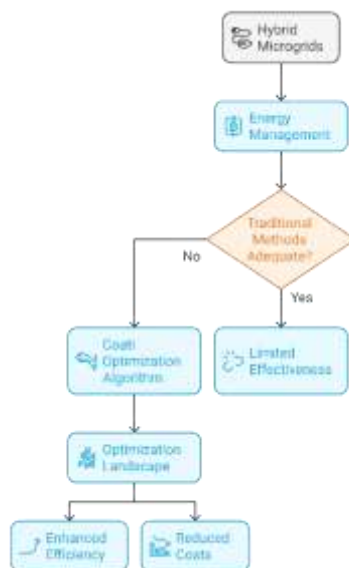 Hybrid
Microgrids
Energy
Management
Traditional
Methods
Adequate?
No
Yes
Coati
Optimization
Algorithm
Limited
Effectiveness
Optimization
Landscape
Enhanced
Efficiency
Reduced
Costs